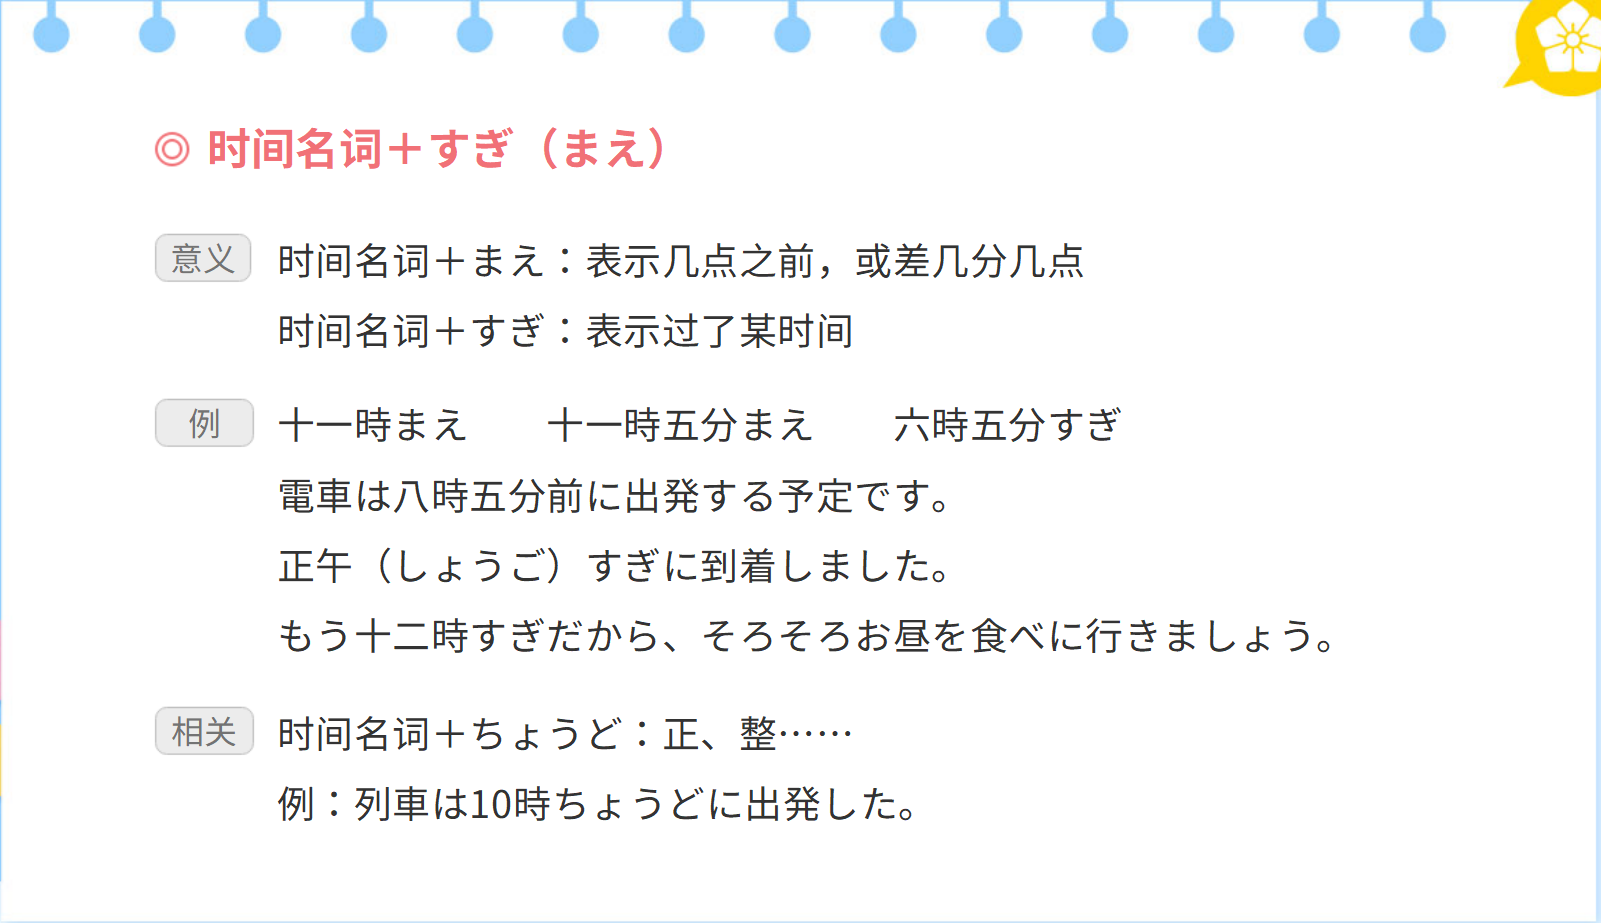 ◎ 时间名词＋すぎ（まえ）
意义 时间名词＋まえ：表示几点之前，或差几分几点
时间名词＋すぎ：表示过了某时间
例 十一時まえ　　十一時五分まえ　　六時五分すぎ
電車は八時五分前に出発する予定です。
正午（しょうご）すぎに到着しました。
もう十二時すぎだから、そろそろお昼を食べに行きましょう。
相关 时间名词＋ちょうど：正、整……
例：列車は10時ちょうどに出発した。